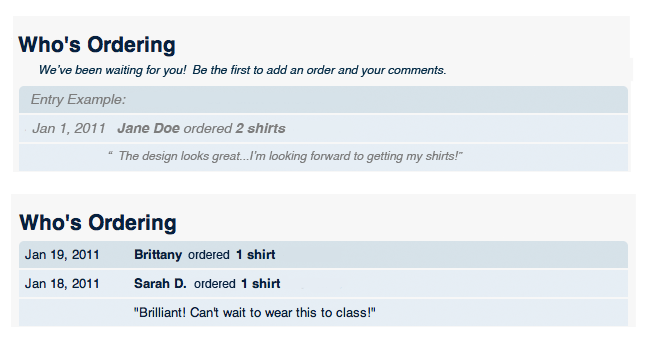 Who's Ordering
We've been waiting for you! Be the first to add an order and your comments.
Entry Example:
Jan 1, 2011 Jane Doe ordered 2 shirts
“ The design looks great...I'm looking forward to getting my shirts!”
Who's Ordering
Jan 19, 2011 Brittany ordered 1 shirt
Jan 18, 2011 Sarah D. ordered 1 shirt
"Brilliant! Can't wait to wear this to class!"